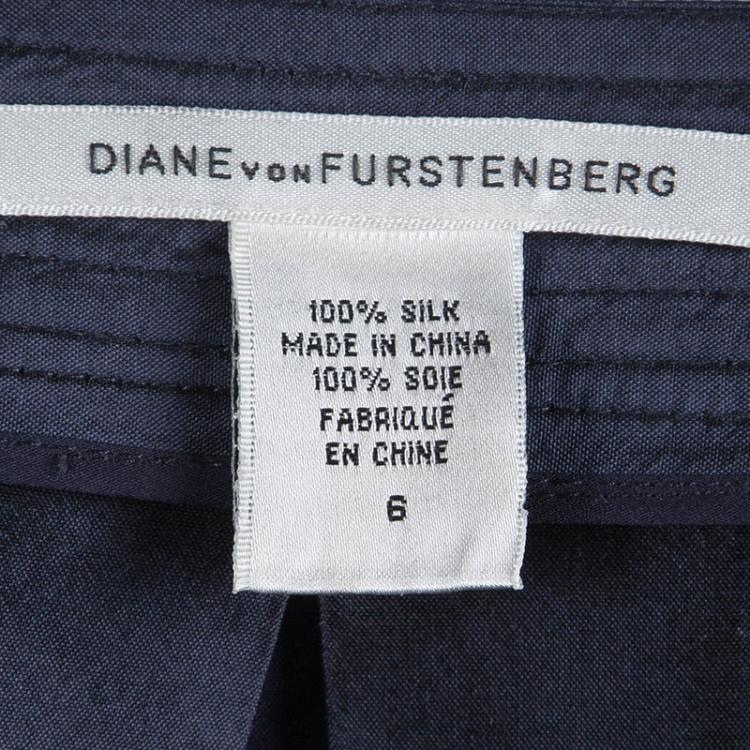 DIANE VON FURSTENBERG
100% SILK
MADE IN CHINA
100% SOIE
FABRIQUÉ
EN CHINE
6